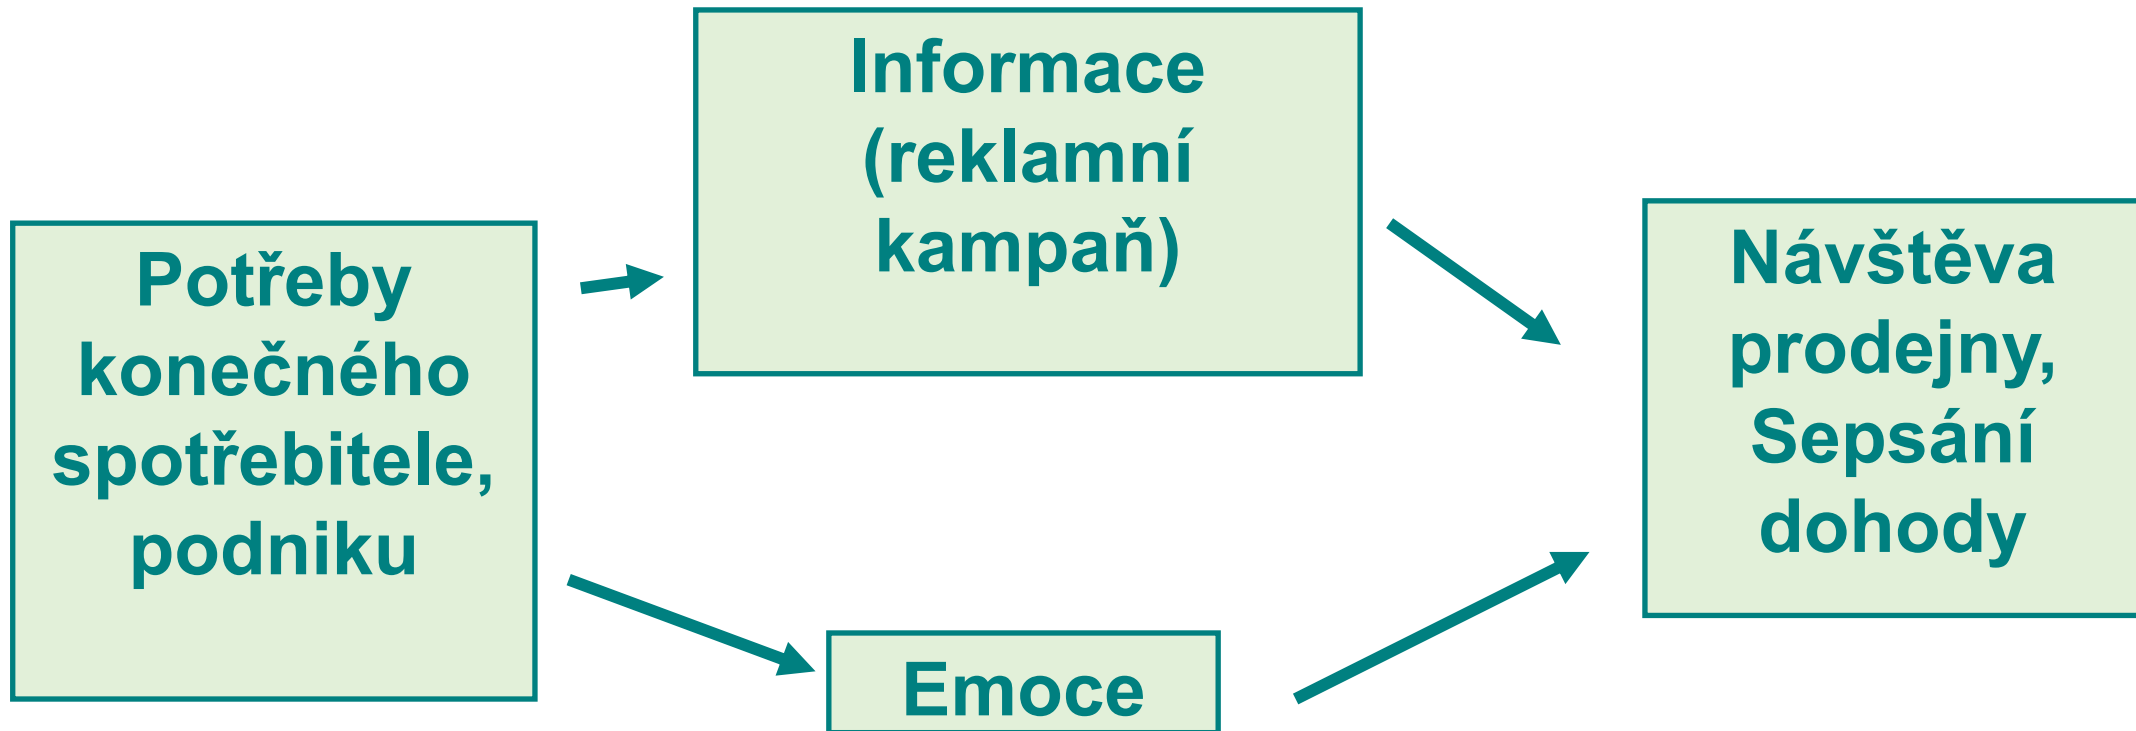 Potřeby
konečného
spotřebitele,
podniku
Informace
(reklamní
kampaň)
Emoce
Návštěva
prodejny,
Sepsání
dohody